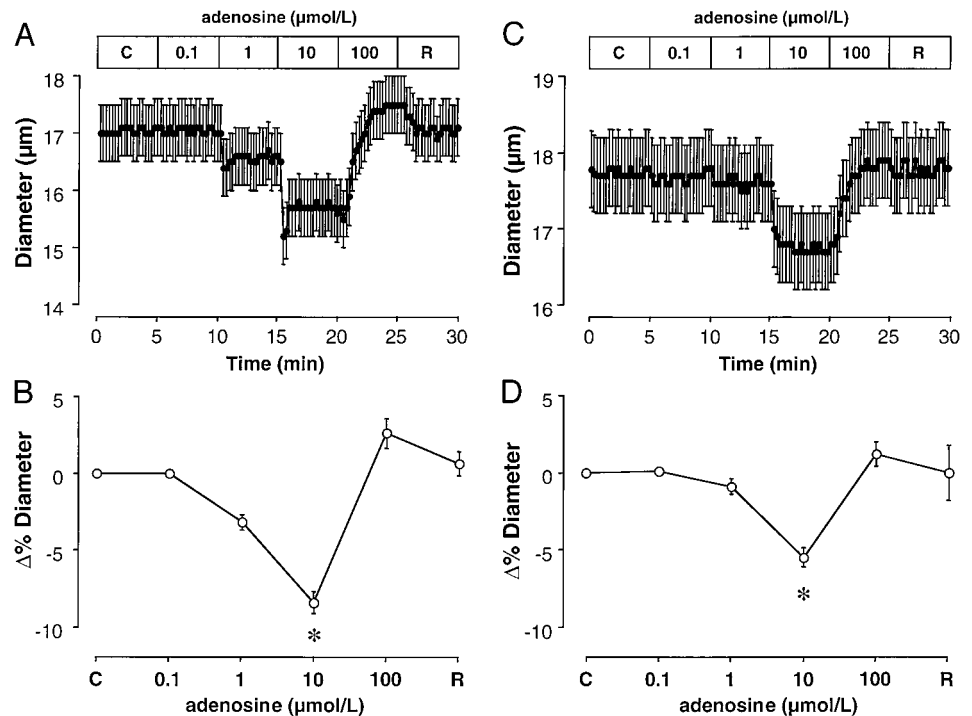 A
adenosine (µmol/L)
C 0.1 1 10 100 R
18
17
16
15
14
Diameter (µm)
0 5 10 15 20 25 30
Time (min)
C
adenosine (µmol/L)
C 0.1 1 10 100 R
19
18
17
16
Diameter (µm)
0 5 10 15 20 25 30
Time (min)
B
5
0
-5
-10
Δ% Diameter
*
C 0.1 1 10 100 R
adenosine (µmol/L)
D
5
0
-5
-10
Δ% Diameter
*
C 0.1 1 10 100 R
adenosine (µmol/L)